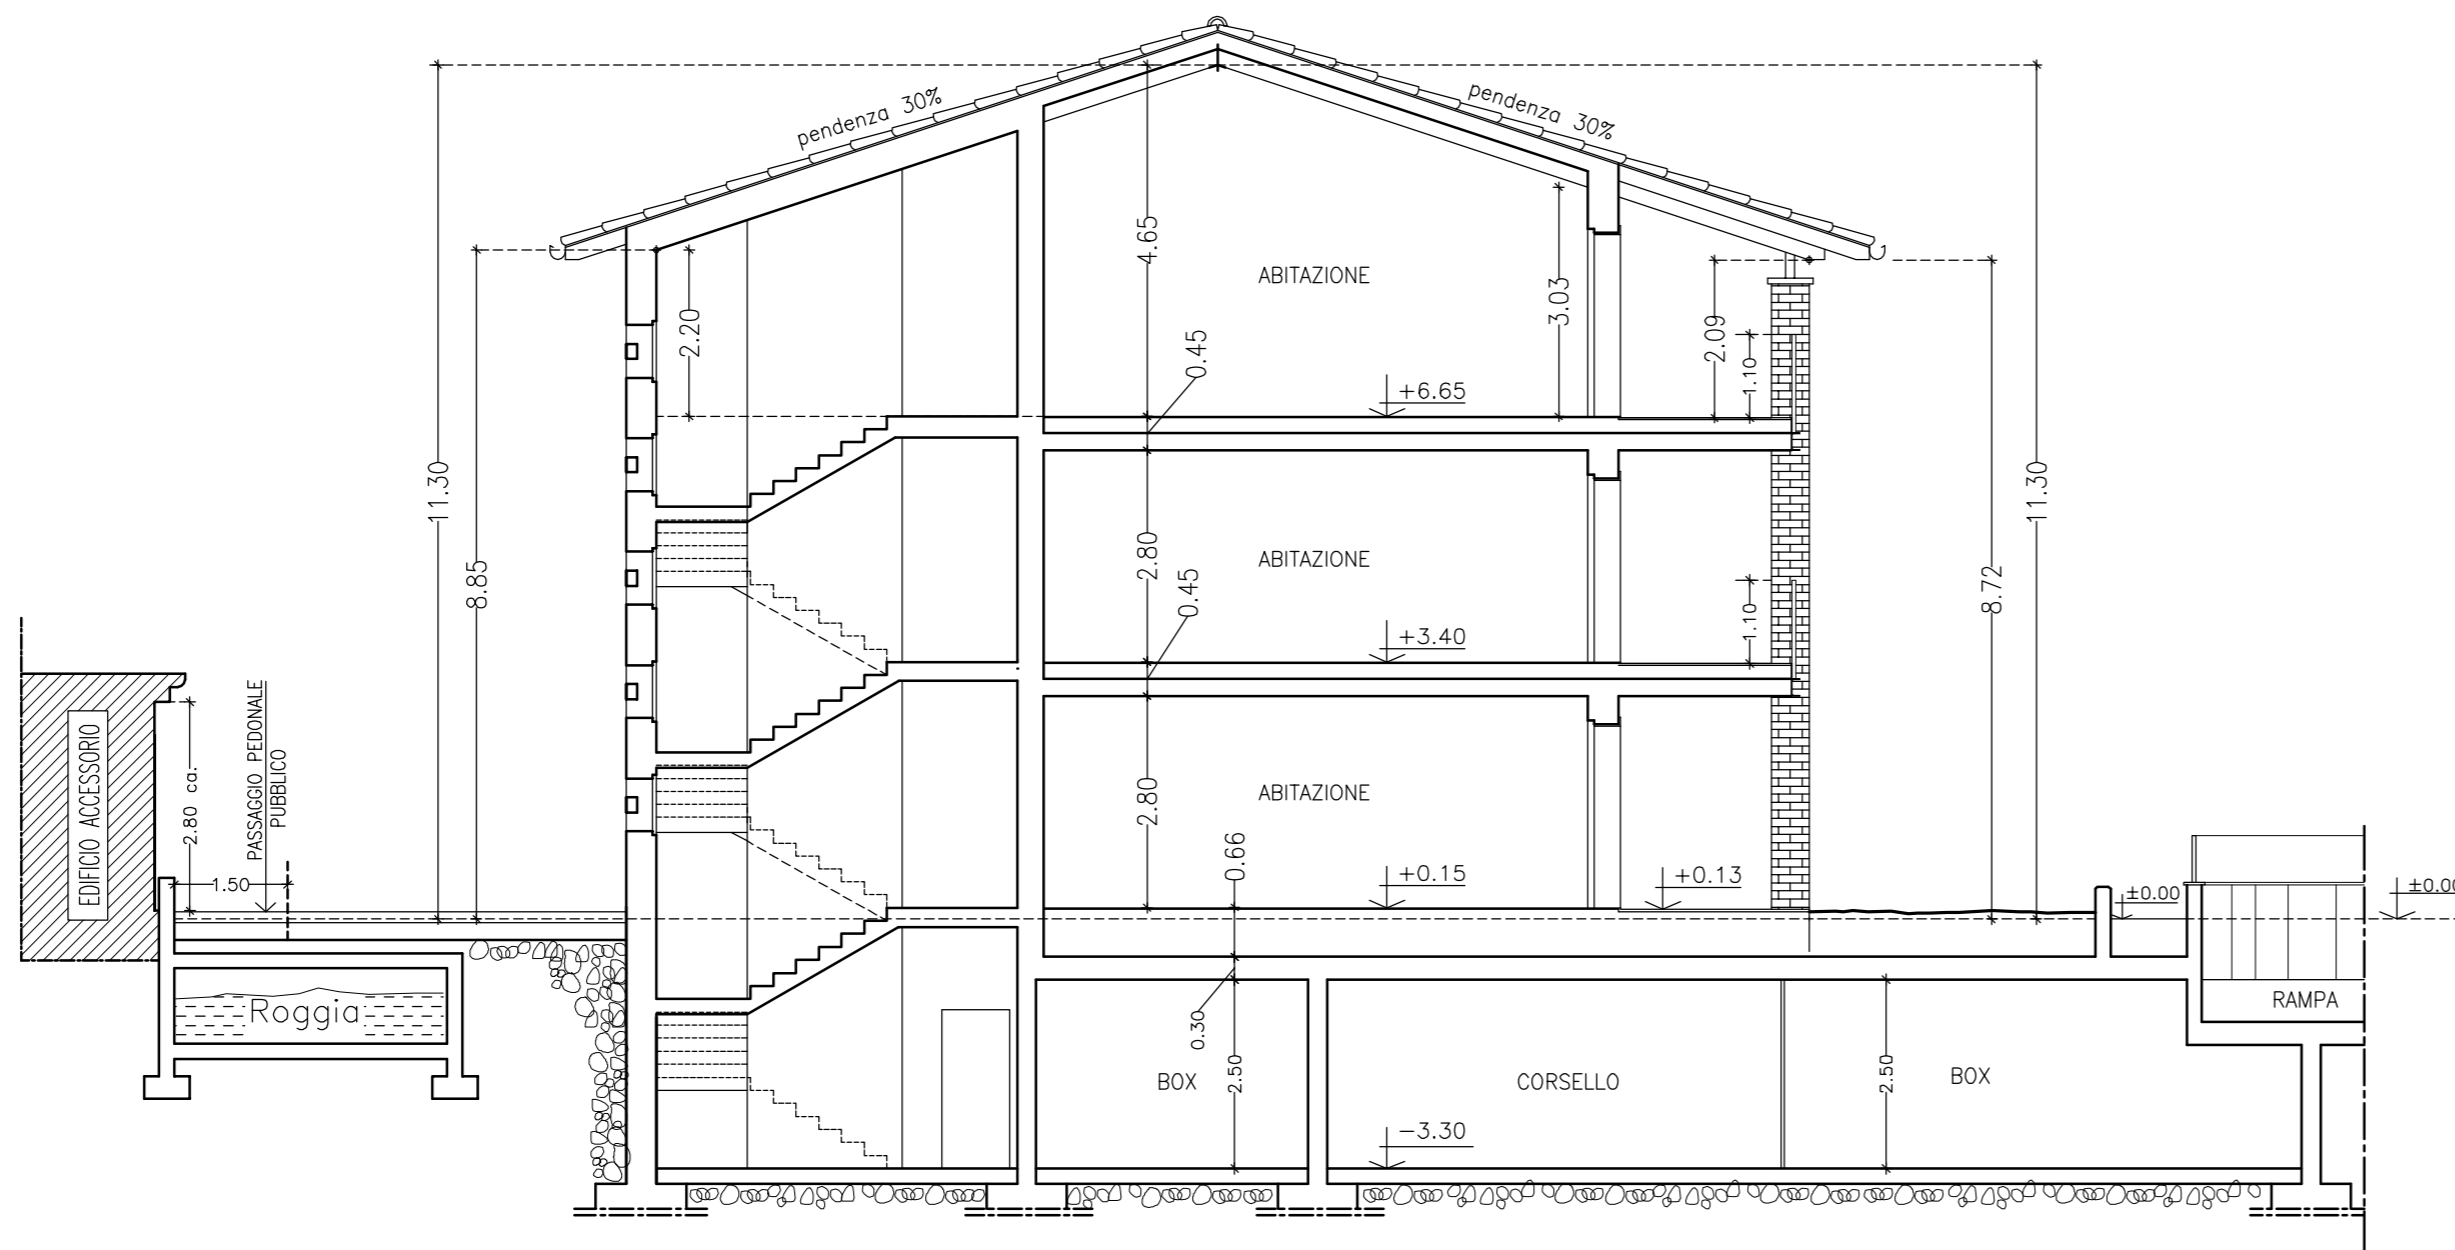 pendenza 30%
pendenza 30%
4.65
ABITAZIONE
3.03
2.20
2.09
1.10
0.45
+6.65
11.30
11.30
8.85
8.72
2.80
ABITAZIONE
0.45
1.10
+3.40
EDIFICIO ACCESSORIO
2.80 ca.
PASSAGGIO PEDONALE
PUBBLICO
1.50
2.80
ABITAZIONE
0.66
+0.15
+0.13
±0.00
±0.00
Roggia
0.30
2.50
BOX
CORSELLO
2.50
BOX
RAMPA
-3.30